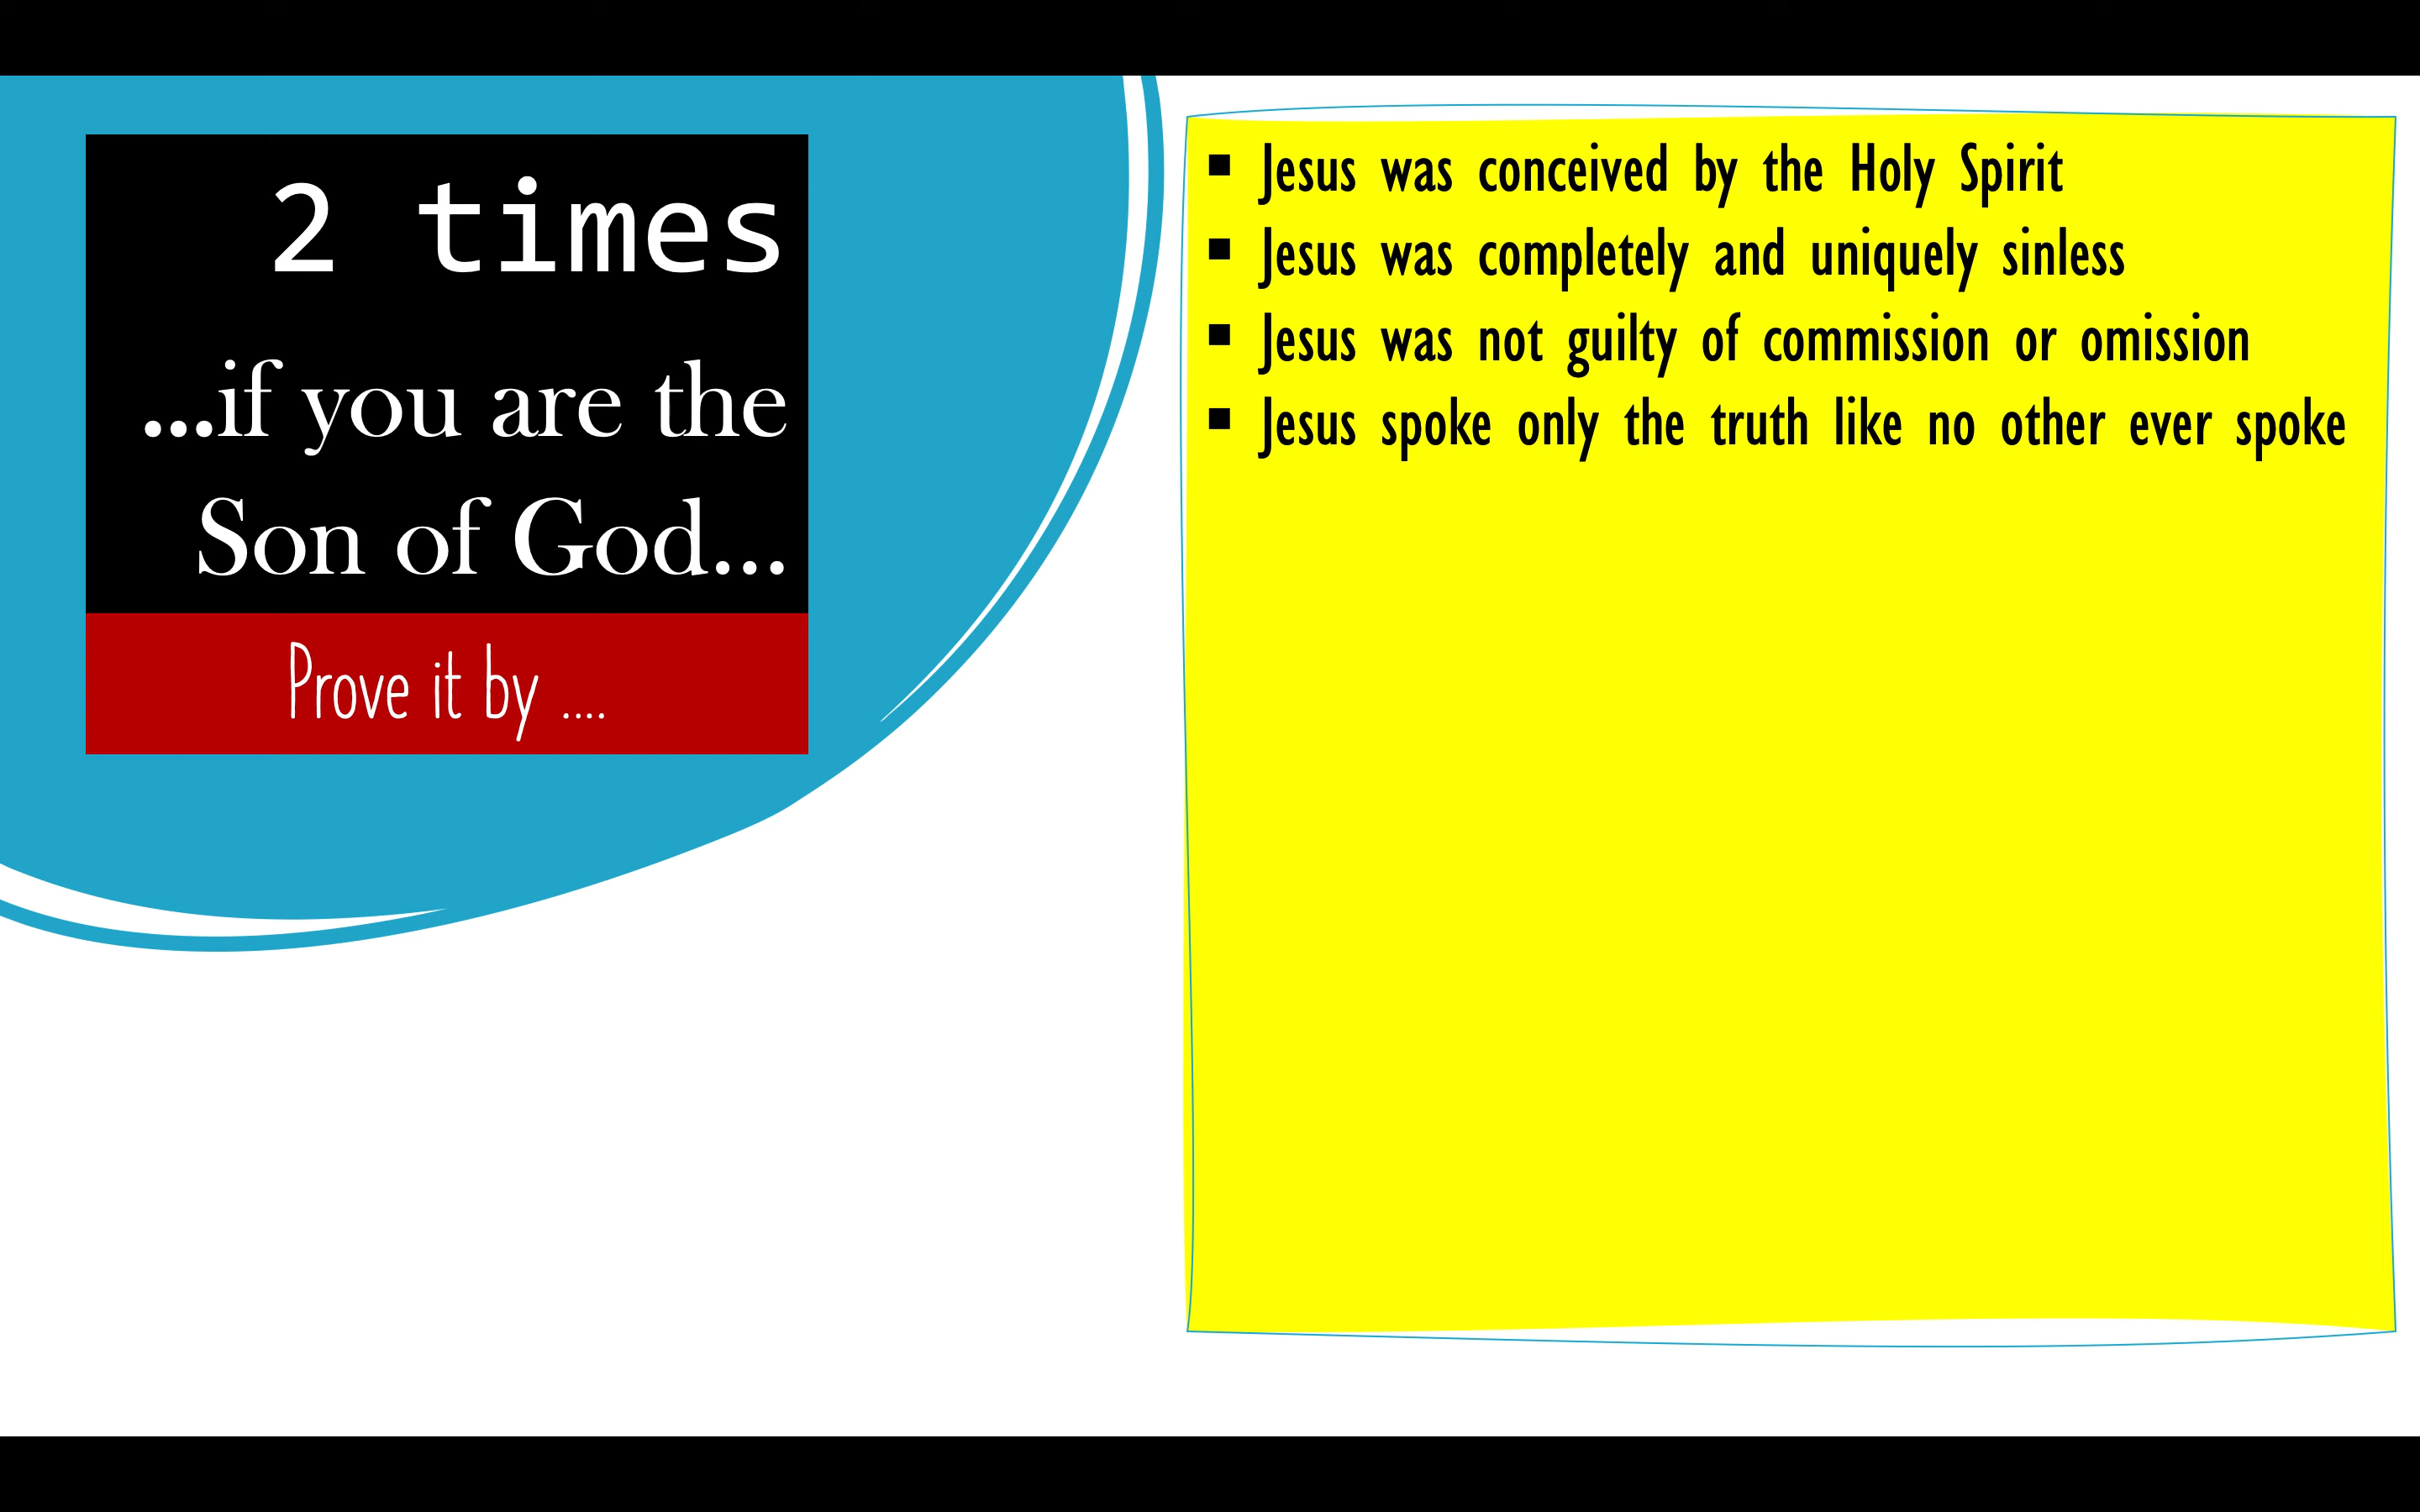 2 times
...if you are the
Son of God...
Prove it by ....
▪ Jesus was conceived by the Holy Spirit
▪ Jesus was completely and uniquely sinless
▪ Jesus was not guilty of commission or omission
▪ Jesus spoke only the truth like no other ever spoke